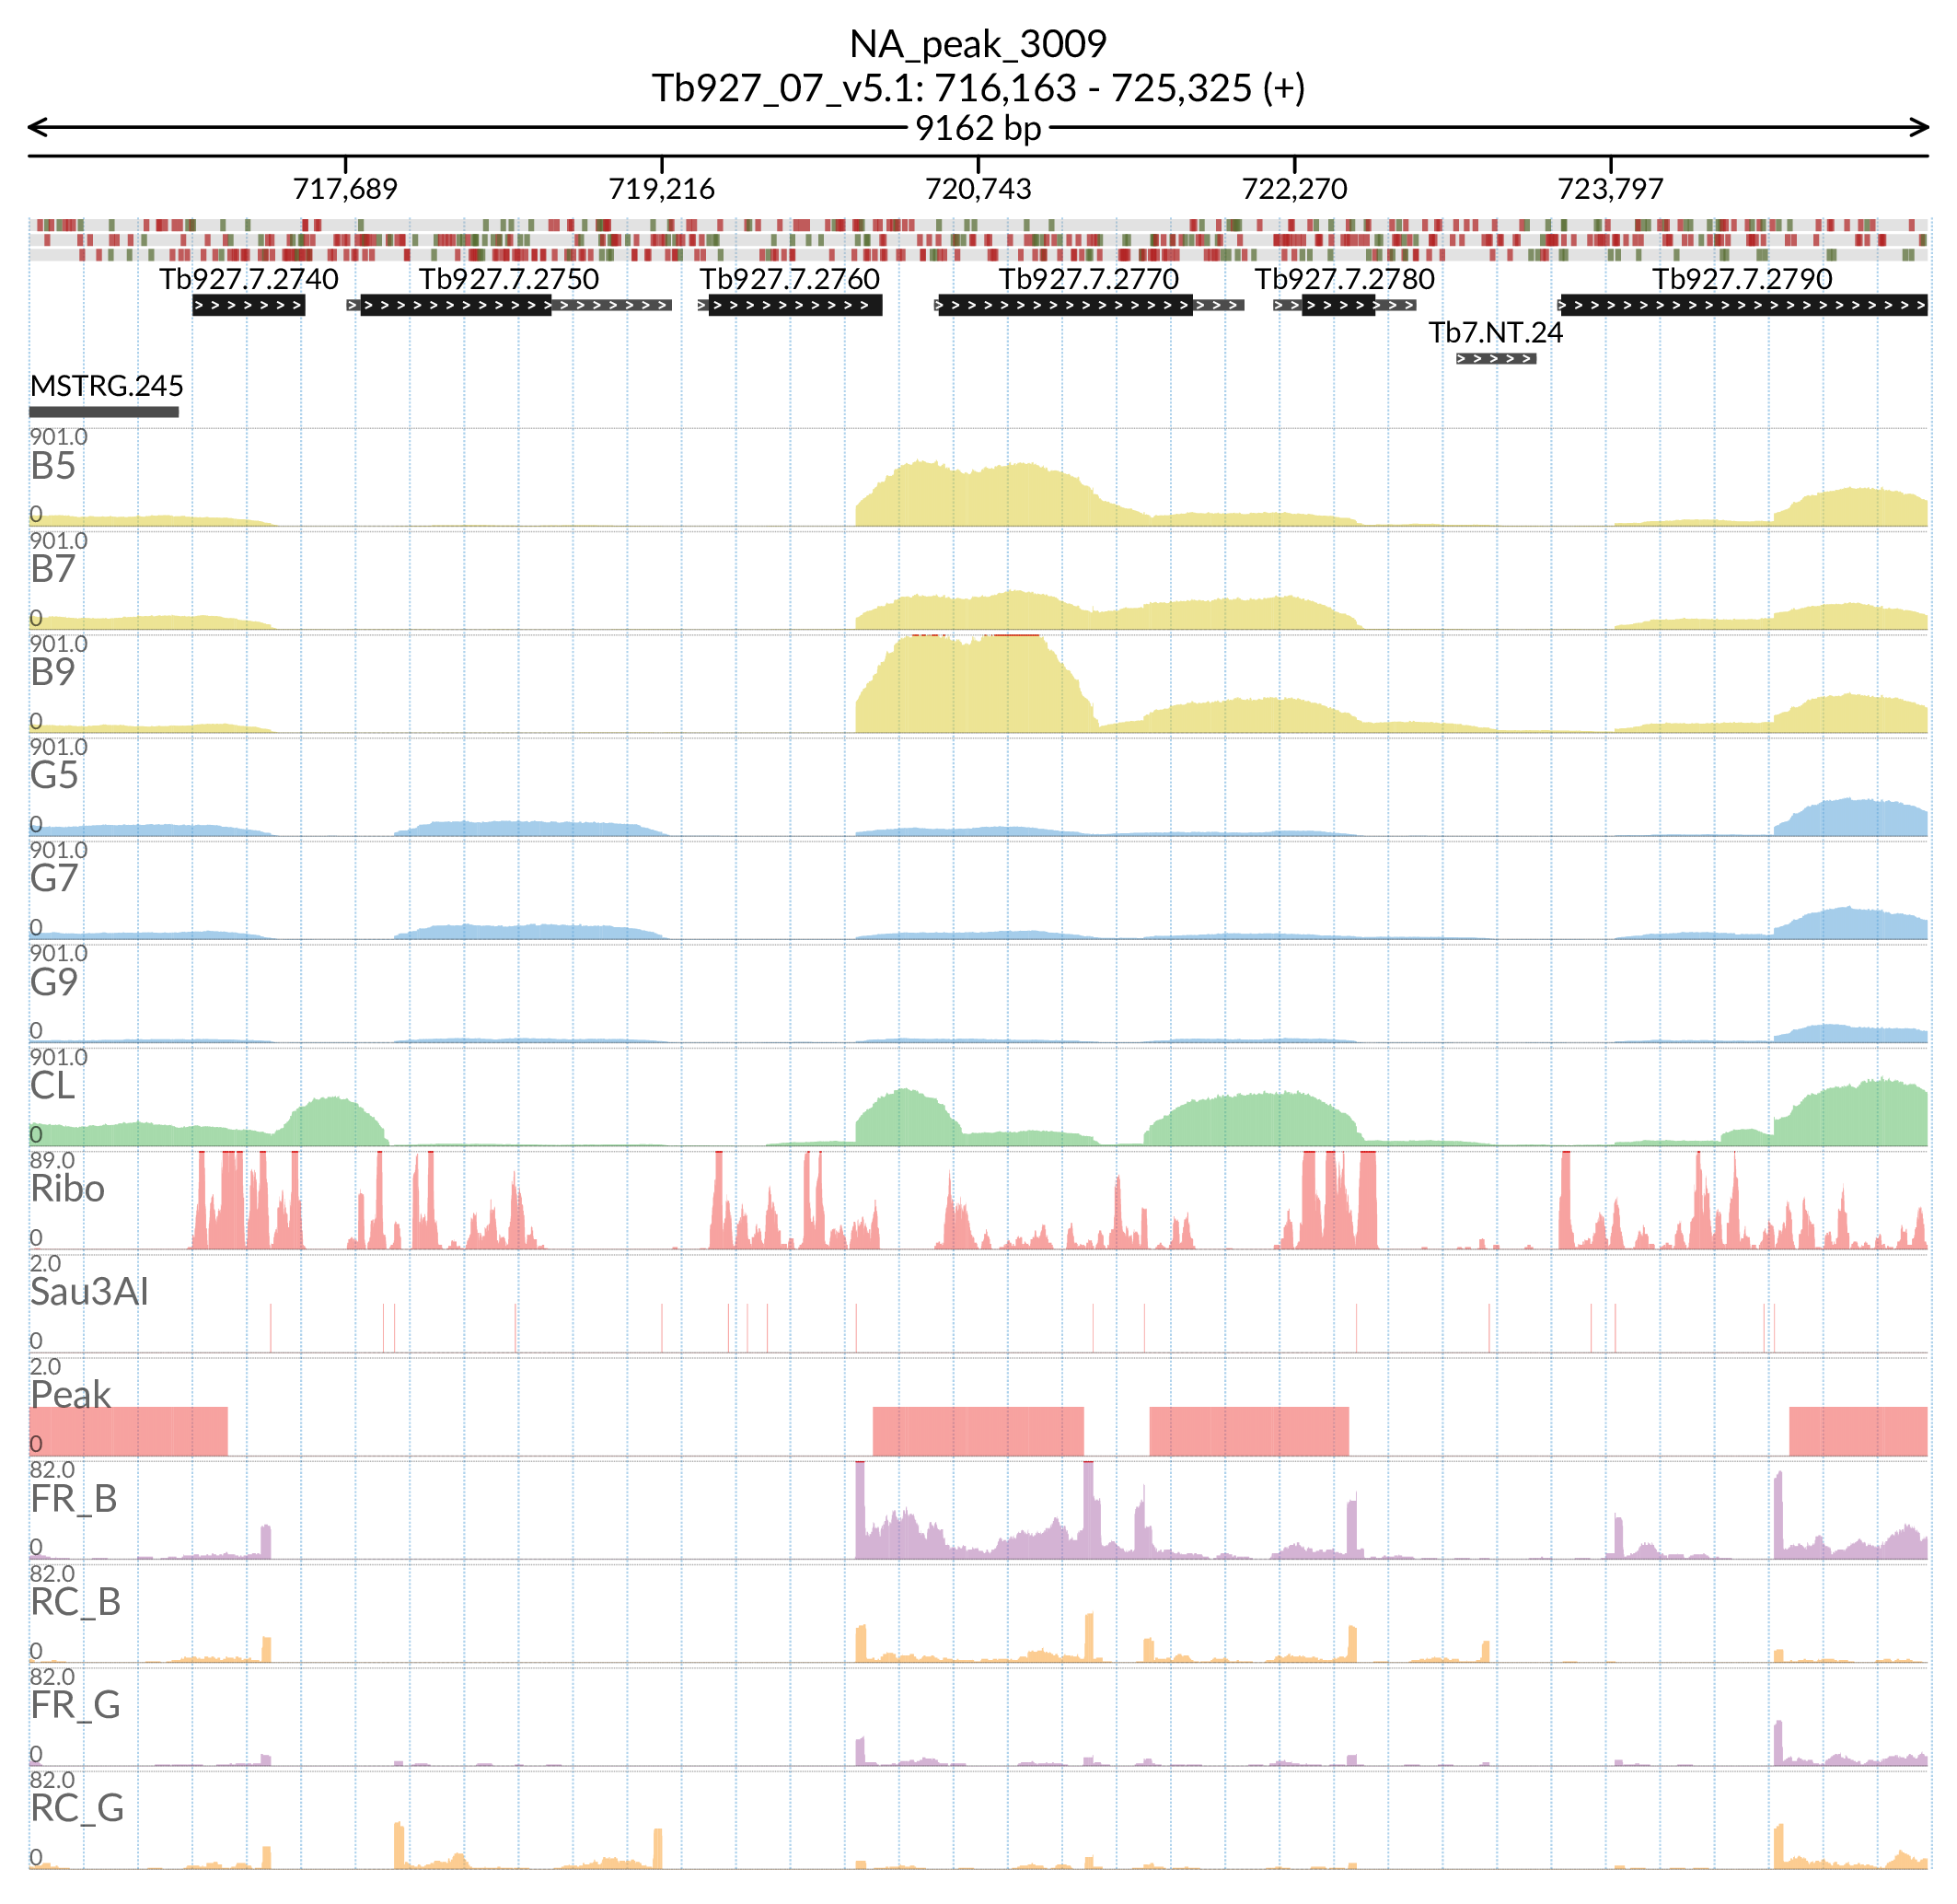 NA_peak_3009
Tb927_07_v5.1: 716,163 - 725,325 (+)
9162 bp
717,689 719,216 720,743 722,270 723,797
Tb927.7.2740 Tb927.7.2750 Tb927.7.2760 Tb927.7.2770 Tb927.7.2780 Tb927.7.2790
Tb7.NT.24
MSTRG.245
901.0
B5
0
901.0
B7
0
901.0
B9
0
901.0
G5
0
901.0
G7
0
901.0
G9
0
901.0
CL
0
89.0
Ribo
0
2.0
Sau3AI
0
2.0
Peak
0
82.0
FR_B
0
82.0
RC_B
0
82.0
FR_G
0
82.0
RC_G
0